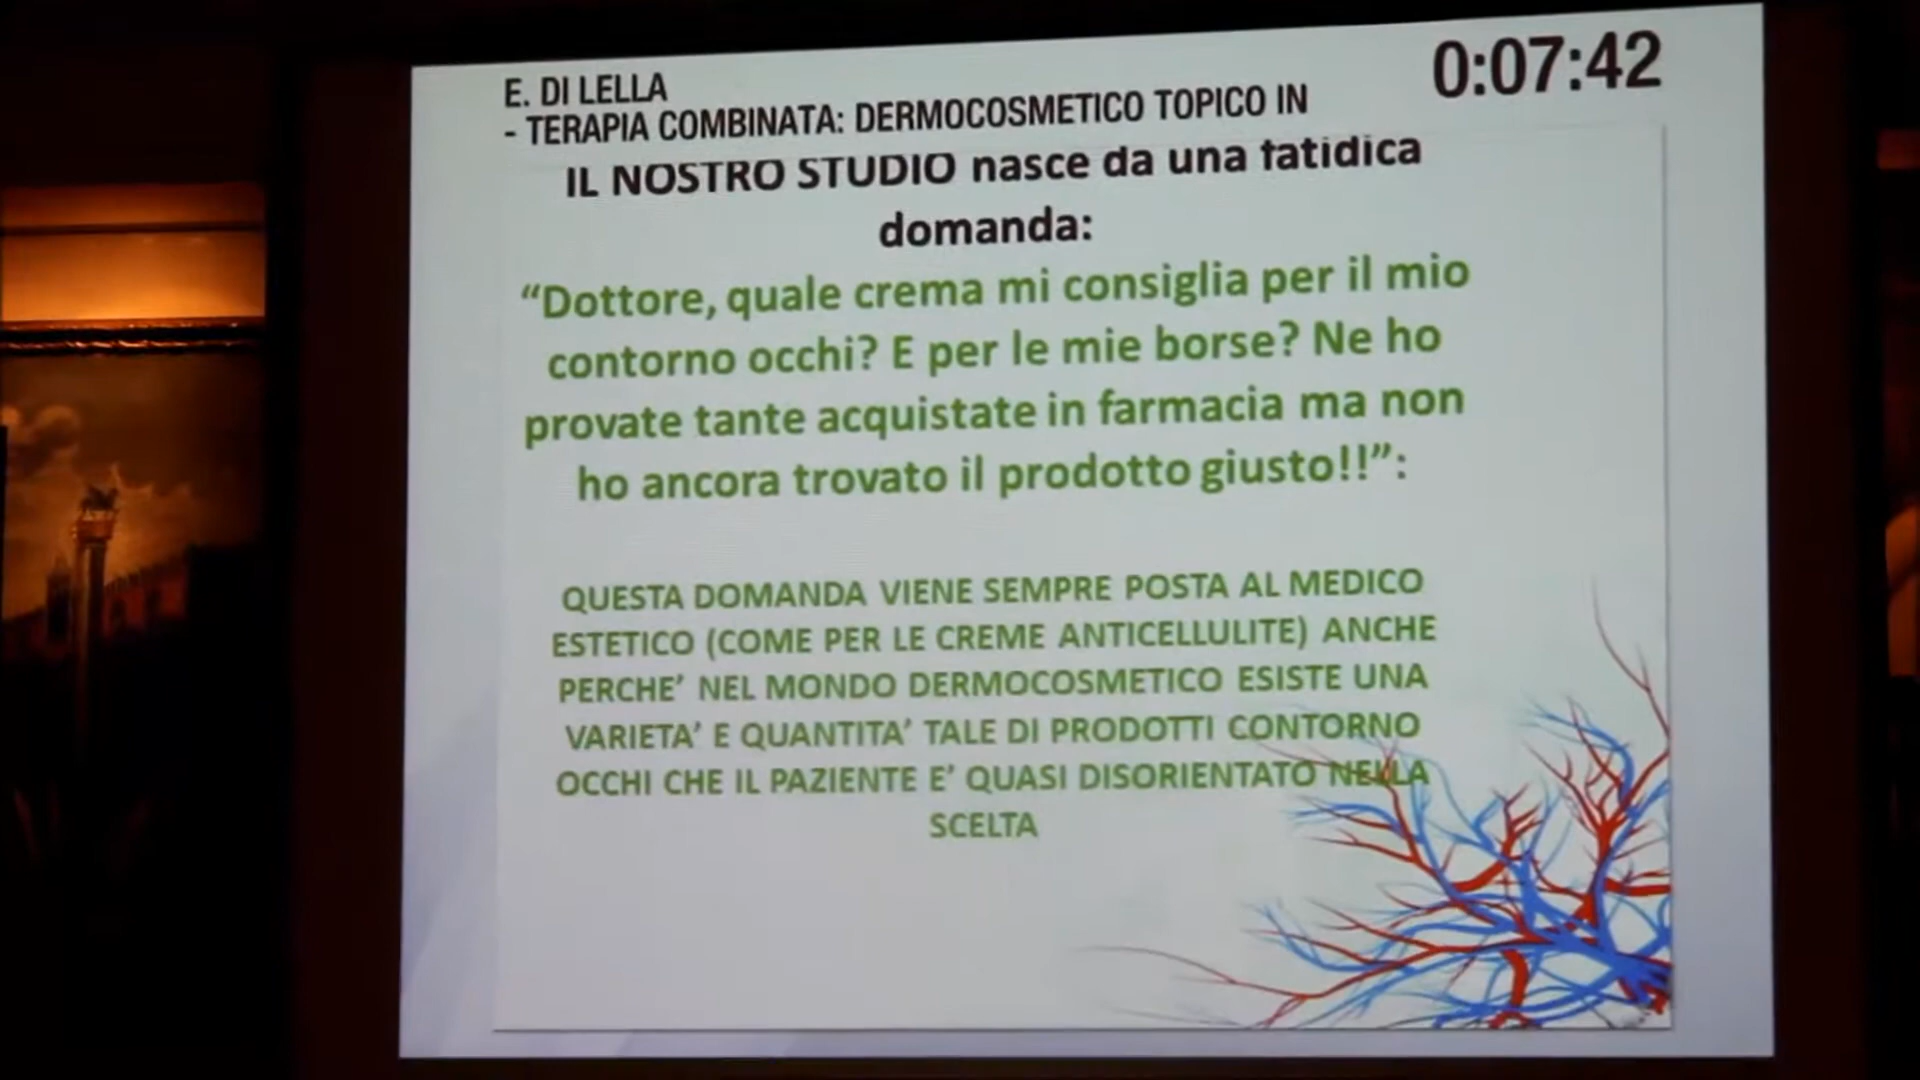 E. DI LELLA
0:07:42
- TERAPIA COMBINATA: DERMOCOSMETICO TOPICO IN
IL NOSTRO STUDIO nasce da una fatidica
domanda:
“Dottore, quale crema mi consiglia per il mio
contorno occhi? E per le mie borse? Ne ho
provate tante acquistate in farmacia ma non
ho ancora trovato il prodotto giusto!!”:
QUESTA DOMANDA VIENE SEMPRE POSTA AL MEDICO
ESTETICO (COME PER LE CREME ANTICELLULITE) ANCHE
PERCHE’ NEL MONDO DERMOCOSMETICO ESISTE UNA
VARIETA’ E QUANTITA’ TALE DI PRODOTTI CONTORNO
OCCHI CHE IL PAZIENTE E’ QUASI DISORIENTATO NELLA
SCELTA